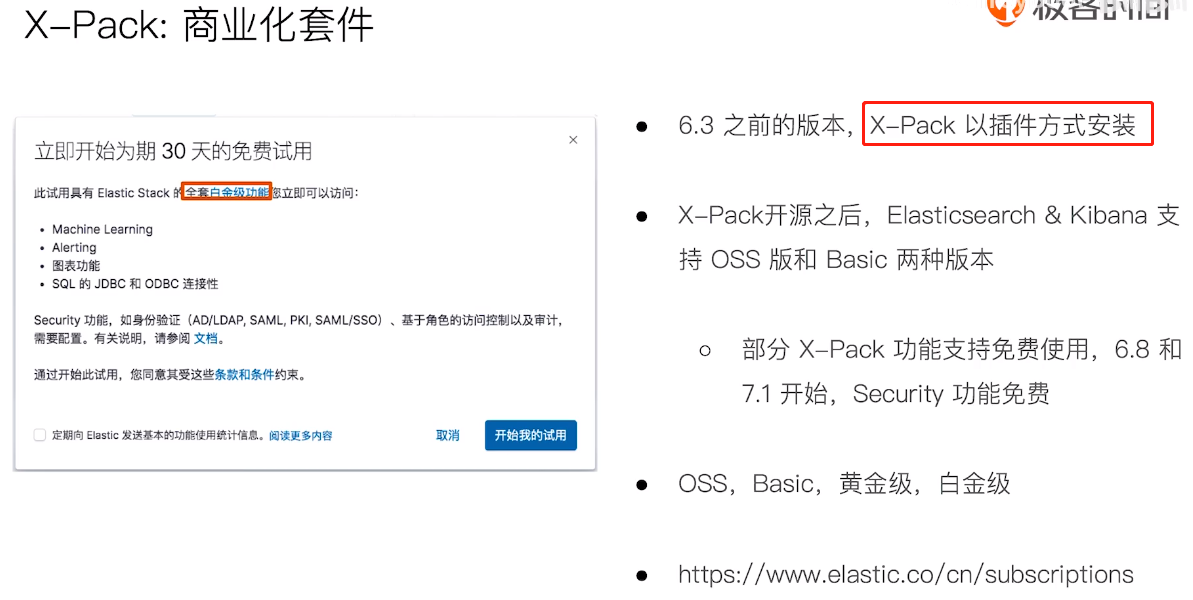 X-Pack: 商业化套件
立即开始为期 30 天的免费试用
此试用具有 Elastic Stack 的全套白金级功能您立即可以访问：
• Machine Learning
• Alerting
• 图表功能
• SQL 的 JDBC 和 ODBC 连接性
Security 功能，如身份验证（AD/LDAP, SAML, PKI, SAML/SSO）、基于角色的访问控制以及审计，
需要配置。有关说明，请参阅 文档。
通过开始此试用，您同意其受这些条款和条件约束。
定期向 Elastic 发送基本的功能使用统计信息。阅读更多内容
取消
开始我的试用
• 6.3 之前的版本，X-Pack 以插件方式安装
• X-Pack开源之后，Elasticsearch & Kibana 支
持 OSS 版和 Basic 两种版本
○ 部分 X-Pack 功能支持免费使用，6.8 和
7.1 开始，Security 功能免费
• OSS，Basic，黄金级，白金级
• https://www.elastic.co/cn/subscriptions